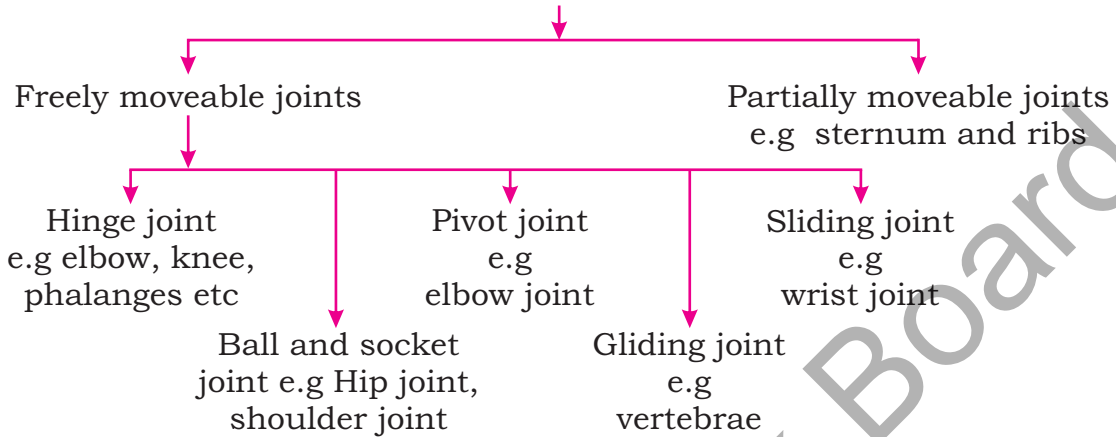 Freely moveable joints
Partially moveable joints
e.g sternum and ribs
Hinge joint
e.g elbow, knee,
phalanges etc
Pivot joint
e.g
elbow joint
Sliding joint
e.g
wrist joint
Ball and socket
joint e.g Hip joint,
shoulder joint
Gliding joint
e.g
vertebrae
Board